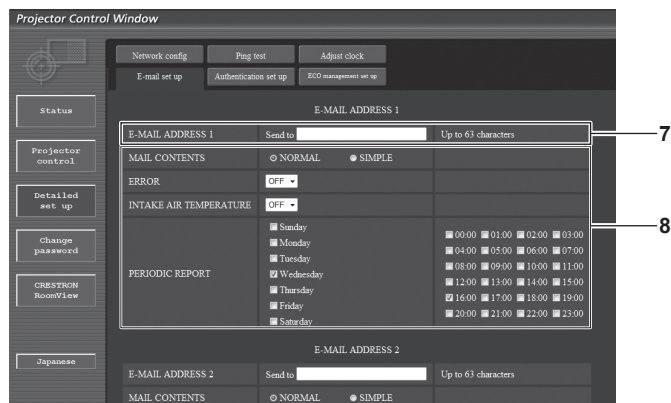 Projector Control Window
Network config Ping test Adjust clock
E-mail set up Authentication set up ECO management set up
Status
Projector control
Detailed set up
Change password
CRESTRON RoomView
Japanese
E-MAIL ADDRESS 1
E-MAIL ADDRESS 1 Send to Up to 63 characters
7
MAIL CONTENTS NORMAL SIMPLE
ERROR OFF
INTAKE AIR TEMPERATURE OFF
8
PERIODIC REPORT
Sunday
Monday
Tuesday
Wednesday
Thursday
Friday
Saturday
00:00 01:00 02:00 03:00
04:00 05:00 06:00 07:00
08:00 09:00 10:00 11:00
12:00 13:00 14:00 15:00
16:00 17:00 18:00 19:00
20:00 21:00 22:00 23:00
E-MAIL ADDRESS 2
E-MAIL ADDRESS 2 Send to Up to 63 characters
MAIL CONTENTS NORMAL SIMPLE